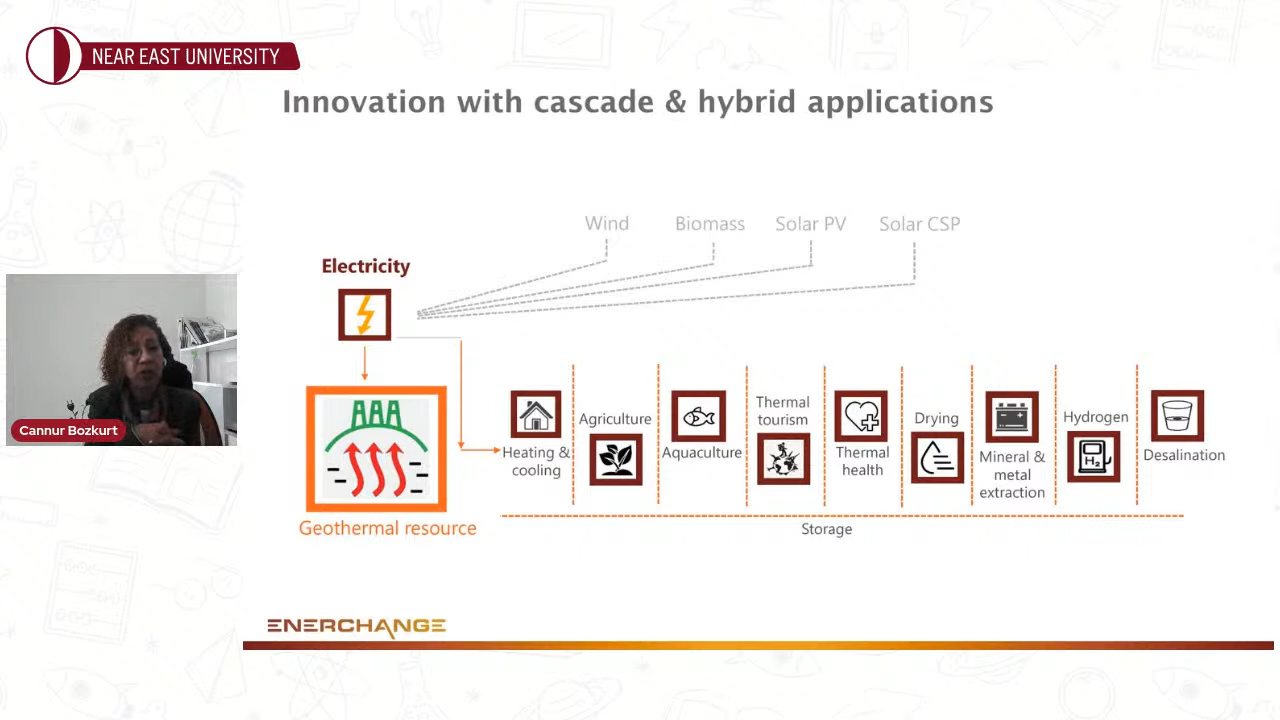 NEAR EAST UNIVERSITY
Innovation with cascade & hybrid applications
Wind
Biomass
Solar PV
Solar CSP
Electricity
Geothermal resource
Heating &
cooling
Agriculture
Aquaculture
Thermal
tourism
Thermal
health
Drying
Mineral &
metal
extraction
Hydrogen
H2
Desalination
Storage
Cannur Bozkurt
ENERCHANGE